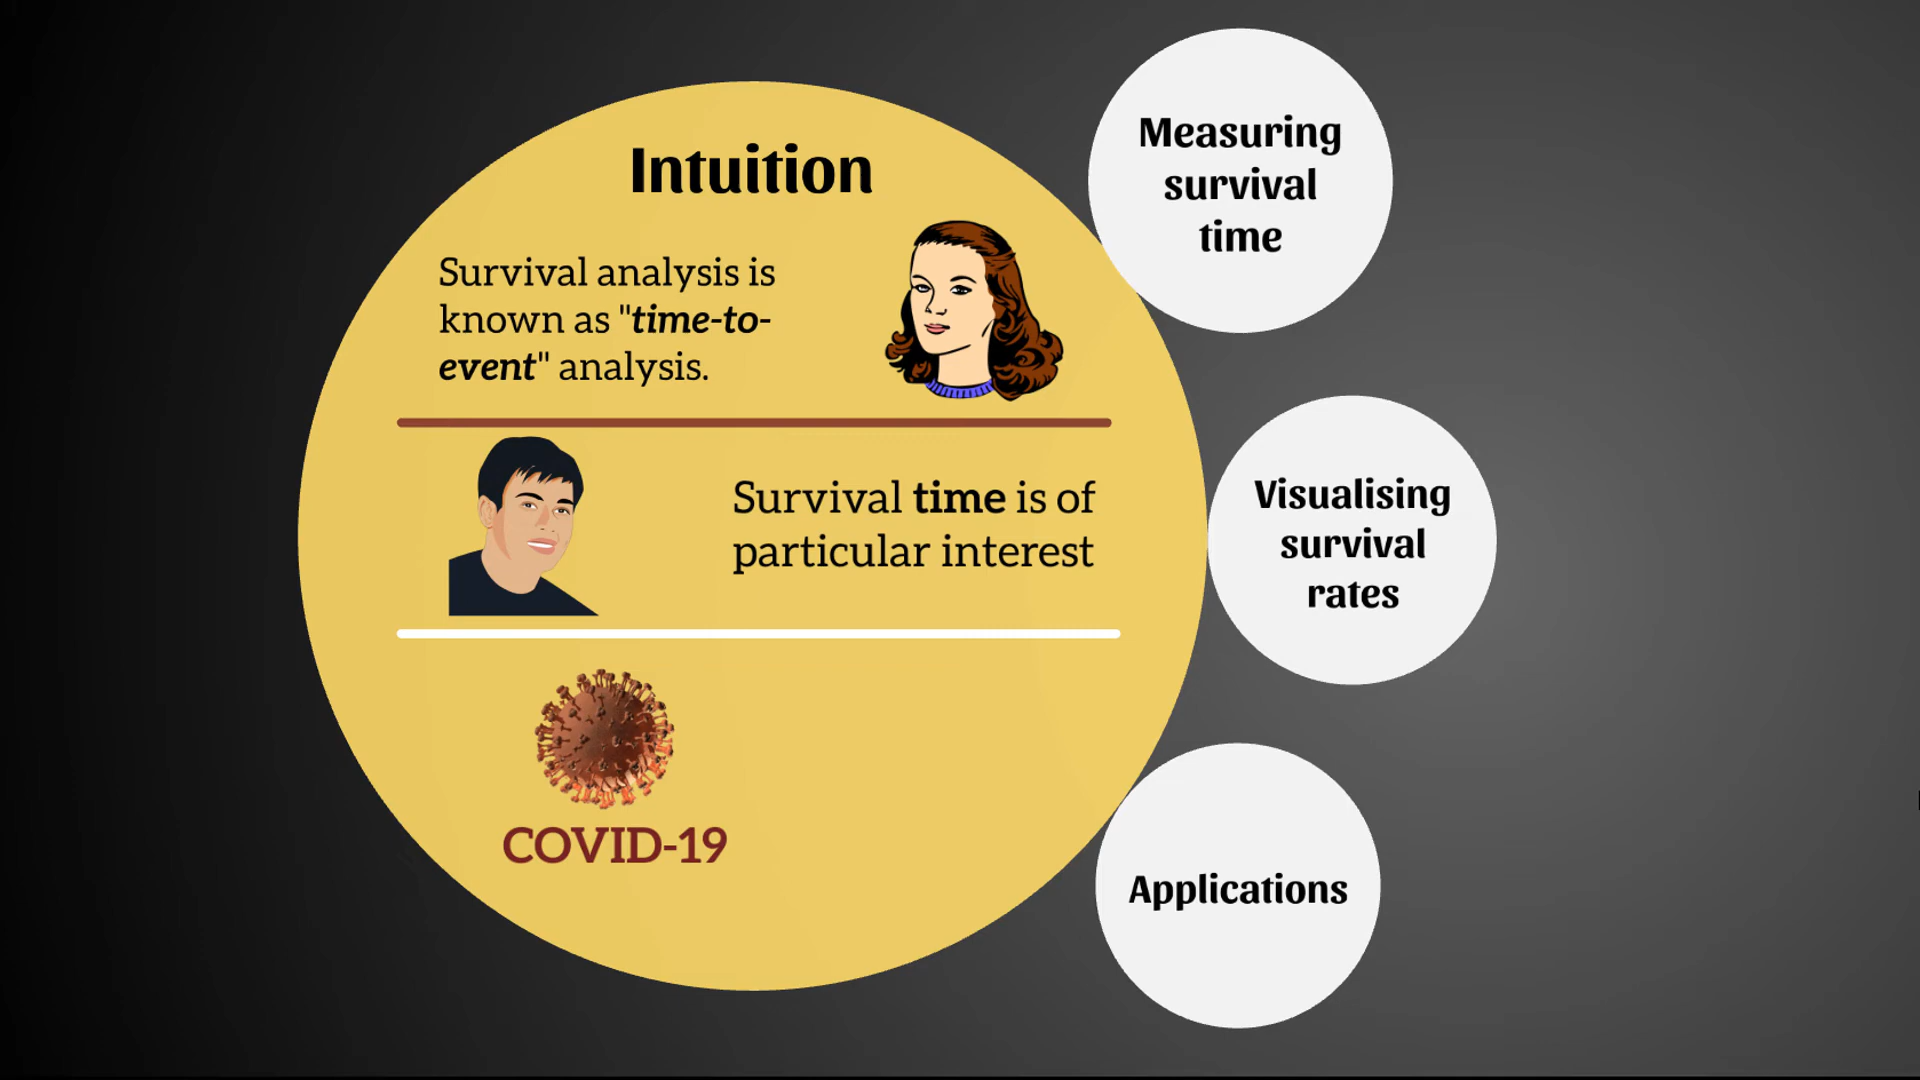 Intuition
Survival analysis is
known as "time-to-
event" analysis.
Survival time is of
particular interest
COVID-19
Measuring
survival
time
Visualising
survival
rates
Applications